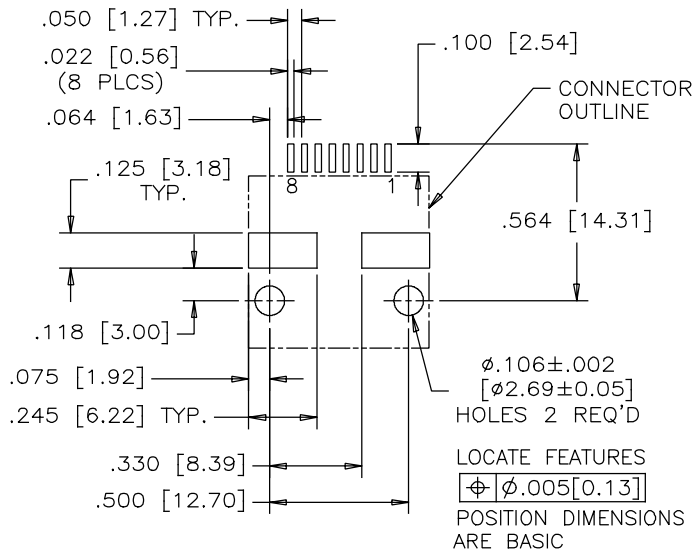 .050 [1.27] TYP.
.022 [0.56]
(8 PLCS)
.064 [1.63]
.100 [2.54]
CONNECTOR
OUTLINE
.125 [3.18]
TYP.
8
1
.564 [14.31]
.118 [3.00]
.075 [1.92]
.245 [6.22] TYP.
.330 [8.39]
.500 [12.70]
⌀.106±.002
[⌀2.69±0.05]
HOLES 2 REQ'D
LOCATE FEATURES
⌖ ⌀.005[0.13]
POSITION DIMENSIONS
ARE BASIC